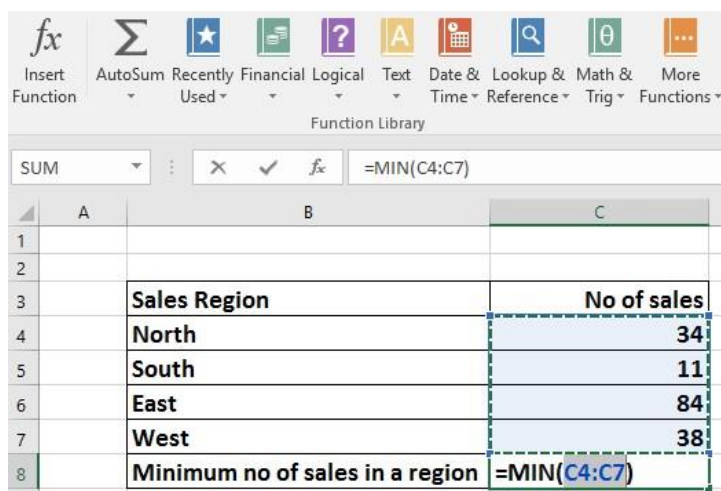 fx Σ ? A θ ...
Insert Function AutoSum Recently Used Financial Logical Text Date & Time Lookup & Reference Math & Trig More Functions
Function Library
SUM fx =MIN(C4:C7)
A B C
1
2
3 Sales Region No of sales
4 North 34
5 South 11
6 East 84
7 West 38
8 Minimum no of sales in a region =MIN(C4:C7)